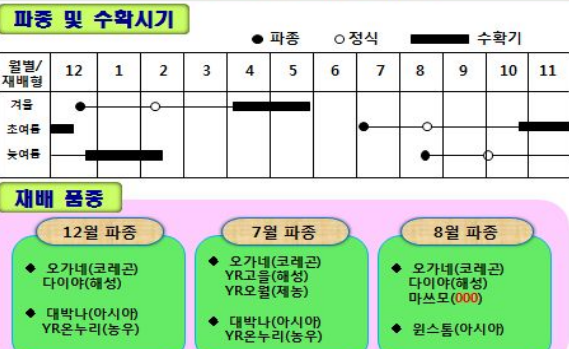 파종 및 수확시기
● 파종 ○ 정식 수확기
월별/
재배형
12 1 2 3 4 5 6 7 8 9 10 11
겨울
초여름
늦여름
재배 품종
12월 파종
◆ 오가네(코레곤)
다이야(해성)
◆ 대박나(아시아)
YR온누리(농우)
7월 파종
◆ 오가네(코레곤)
YR고을(해성)
YR오월(제농)
◆ 대박나(아시아)
YR온누리(농우)
8월 파종
◆ 오가네(코레곤)
다이야(해성)
마쓰모(000)
◆ 윈스톰(아시아)